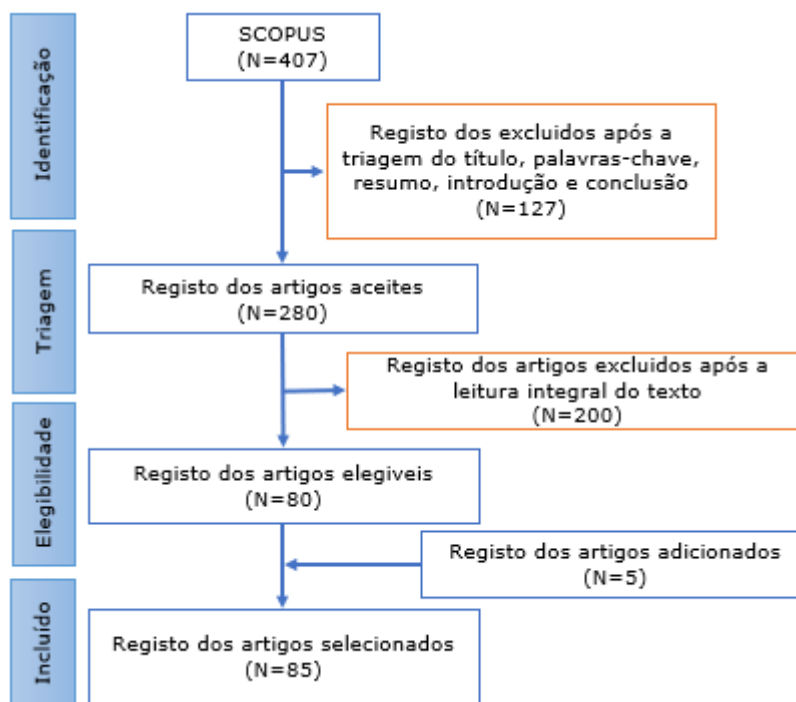 Identificação
SCOPUS
(N=407)
Registo dos excluidos após a
triagem do título, palavras-chave,
resumo, introdução e conclusão
(N=127)
Triagem
Registo dos artigos aceites
(N=280)
Registo dos artigos excluidos após a
leitura integral do texto
(N=200)
Elegibilidade
Registo dos artigos elegiveis
(N=80)
Registo dos artigos adicionados
(N=5)
Incluído
Registo dos artigos selecionados
(N=85)